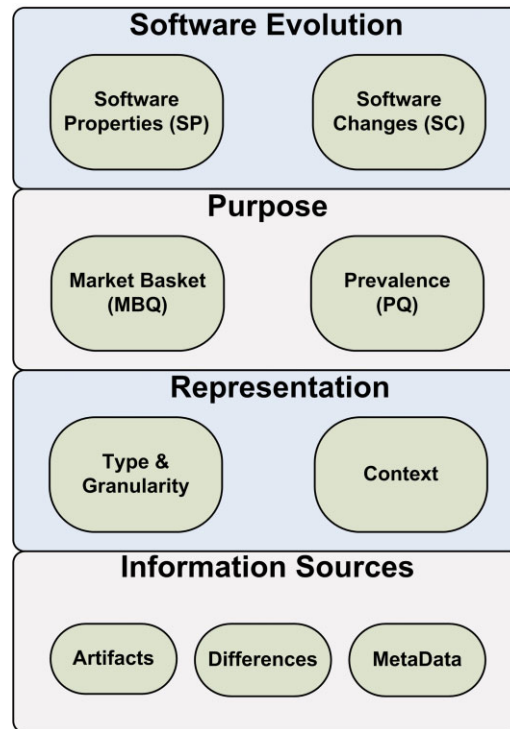 Software Evolution
Software
Properties (SP)
Software
Changes (SC)
Purpose
Market Basket
(MBQ)
Prevalence
(PQ)
Representation
Type &
Granularity
Context
Information Sources
Artifacts
Differences
MetaData